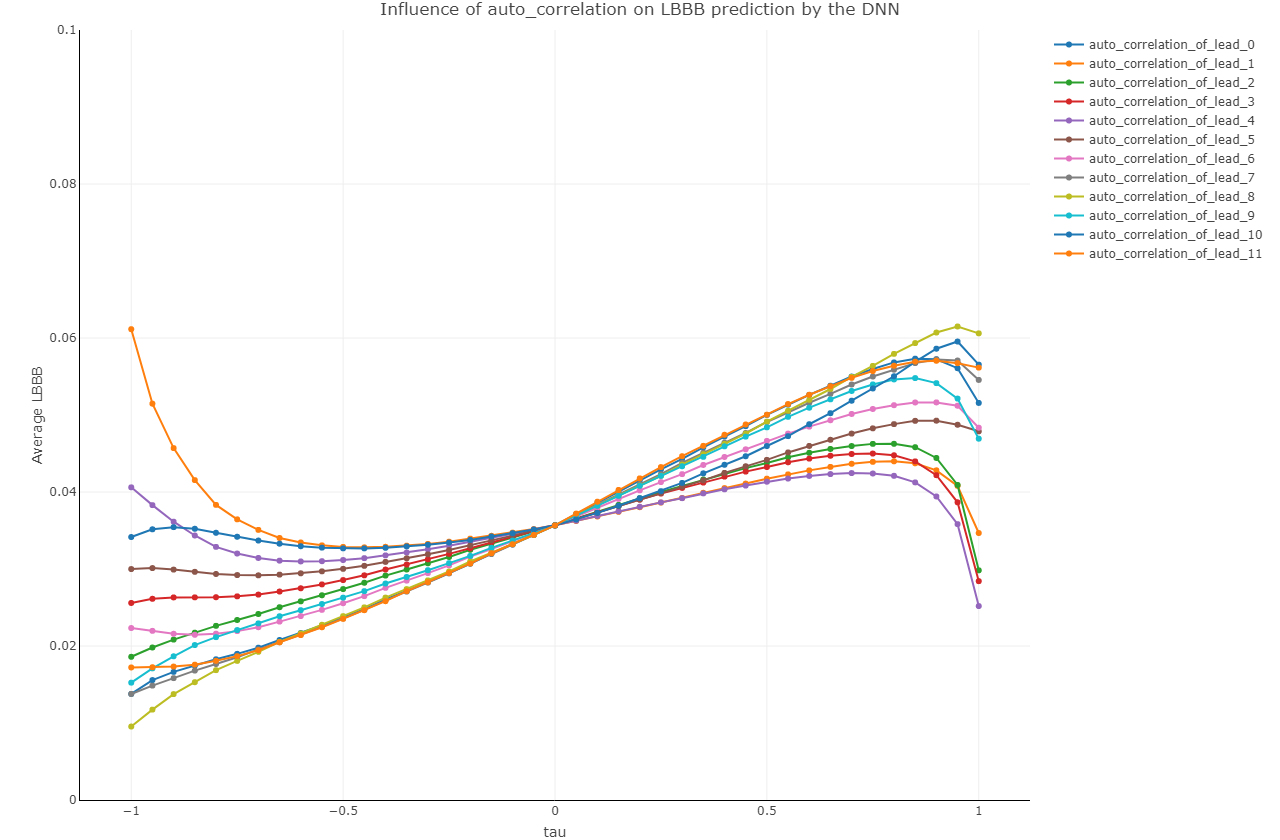 Influence of auto_correlation on LBBB prediction by the DNN
0.1
0.08
0.06
0.04
0.02
0
Average LBBB
−1
−0.5
0
0.5
1
tau
auto_correlation_of_lead_0
auto_correlation_of_lead_1
auto_correlation_of_lead_2
auto_correlation_of_lead_3
auto_correlation_of_lead_4
auto_correlation_of_lead_5
auto_correlation_of_lead_6
auto_correlation_of_lead_7
auto_correlation_of_lead_8
auto_correlation_of_lead_9
auto_correlation_of_lead_10
auto_correlation_of_lead_11